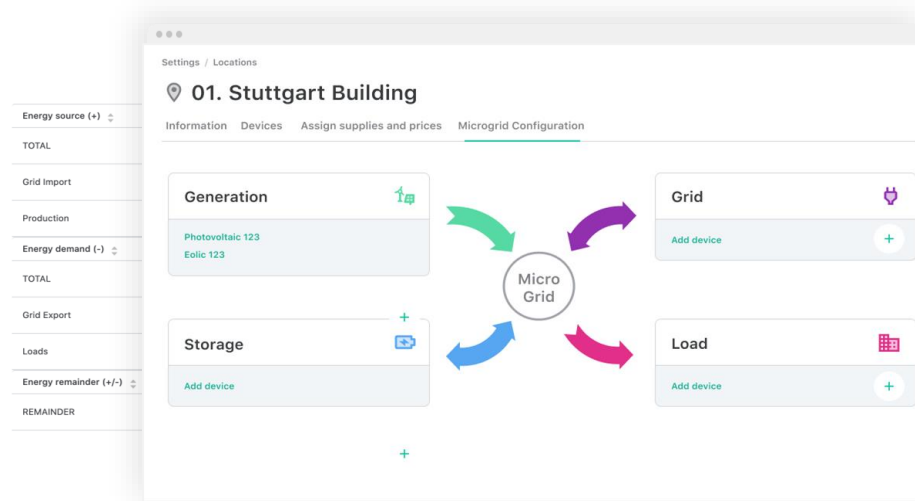 Settings / Locations
01. Stuttgart Building
Information Devices Assign supplies and prices Microgrid Configuration
Energy source (+)
TOTAL
Grid Import
Production
Energy demand (-)
TOTAL
Grid Export
Loads
Energy remainder (+/-)
REMAINDER
Generation
Photovoltaic 123
Eolic 123
+
Storage
Add device
+
Micro
Grid
Grid
Add device
+
Load
Add device
+